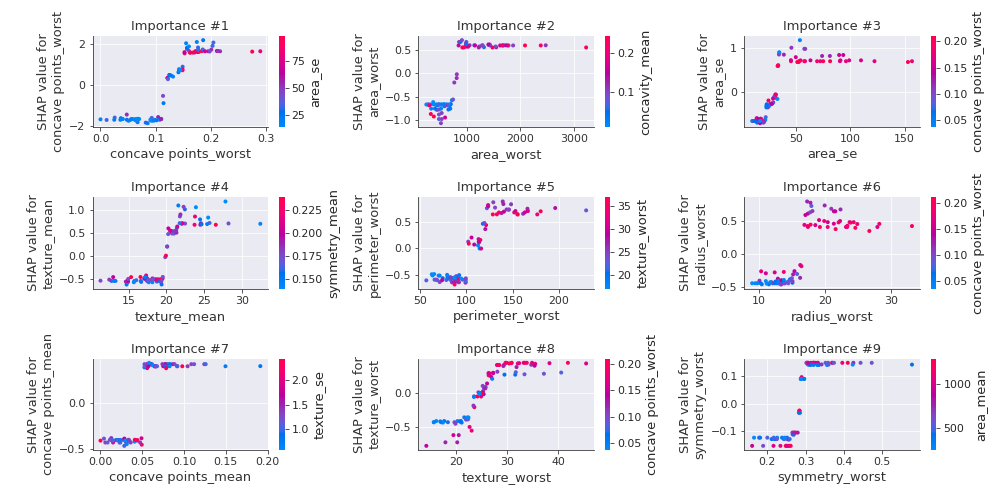 Importance #1
SHAP value for
concave points_worst
2
0
−2
0.0
0.1
0.2
0.3
concave points_worst
75
50
25
area_se
Importance #2
SHAP value for
area_worst
0.5
0.0
−0.5
−1.0
1000
2000
3000
area_worst
0.2
0.1
concavity_mean
Importance #3
SHAP value for
area_se
1
0
50
100
150
area_se
0.20
0.15
0.10
0.05
concave points_worst
Importance #4
SHAP value for
texture_mean
1.0
0.5
0.0
−0.5
15
20
25
30
texture_mean
0.225
0.200
0.175
0.150
symmetry_mean
Importance #5
SHAP value for
perimeter_worst
0.5
0.0
−0.5
50
100
150
200
perimeter_worst
35
30
25
20
texture_worst
Importance #6
SHAP value for
radius_worst
0.5
0.0
−0.5
10
20
30
radius_worst
0.20
0.15
0.10
0.05
concave points_worst
Importance #7
SHAP value for
concave points_mean
0.0
−0.5
0.00
0.05
0.10
0.15
0.20
concave points_mean
2.0
1.5
1.0
texture_se
Importance #8
SHAP value for
texture_worst
0.0
−0.5
20
30
40
texture_worst
0.20
0.15
0.10
0.05
concave points_worst
Importance #9
SHAP value for
symmetry_worst
0.1
0.0
−0.1
0.2
0.3
0.4
0.5
symmetry_worst
1000
500
area_mean